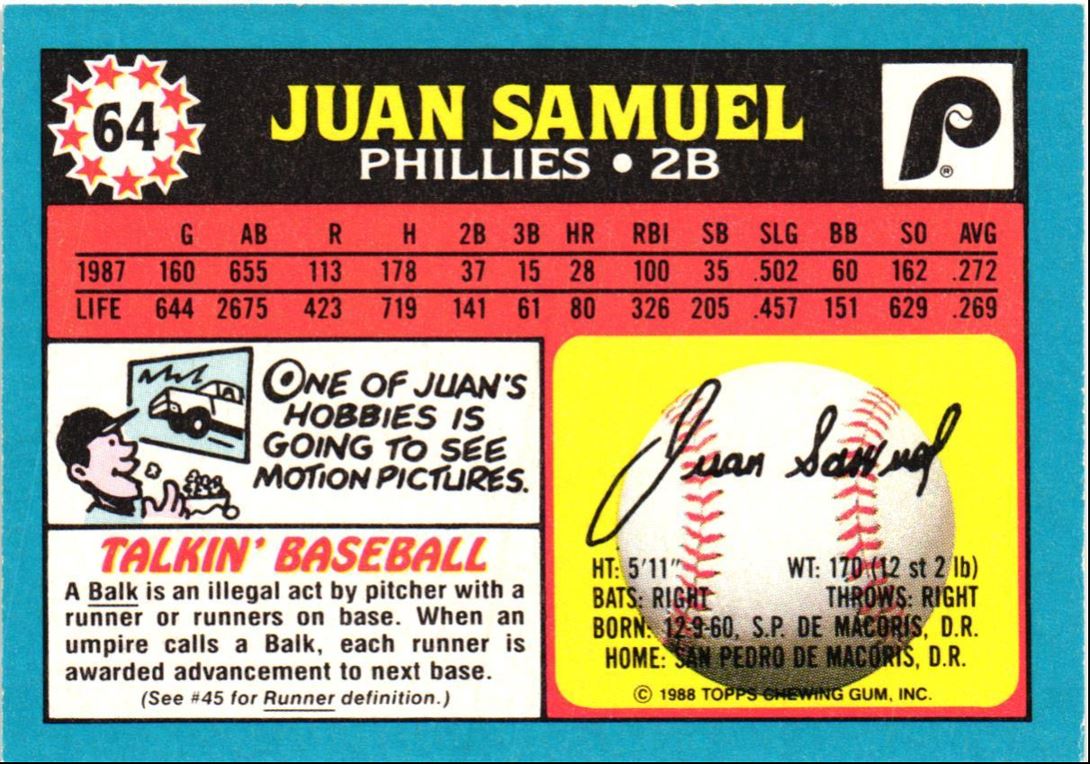 64
JUAN SAMUEL
PHILLIES • 2B
P
®
G AB R H 2B 3B HR RBI SB SLG BB SO AVG
1987 160 655 113 178 37 15 28 100 35 .502 60 162 .272
LIFE 644 2675 423 719 141 61 80 326 205 .457 151 629 .269
ONE OF JUAN'S
HOBBIES IS
GOING TO SEE
MOTION PICTURES.
TALKIN' BASEBALL
A Balk is an illegal act by pitcher with a
runner or runners on base. When an
umpire calls a Balk, each runner is
awarded advancement to next base.
(See #45 for Runner definition.)
Juan Samuel
HT: 5'11" WT: 170 (12 st 2 lb)
BATS: RIGHT THROWS: RIGHT
BORN: 12-9-60, S.P. DE MACORIS, D.R.
HOME: SAN PEDRO DE MACORIS, D.R.
© 1988 TOPPS CHEWING GUM, INC.